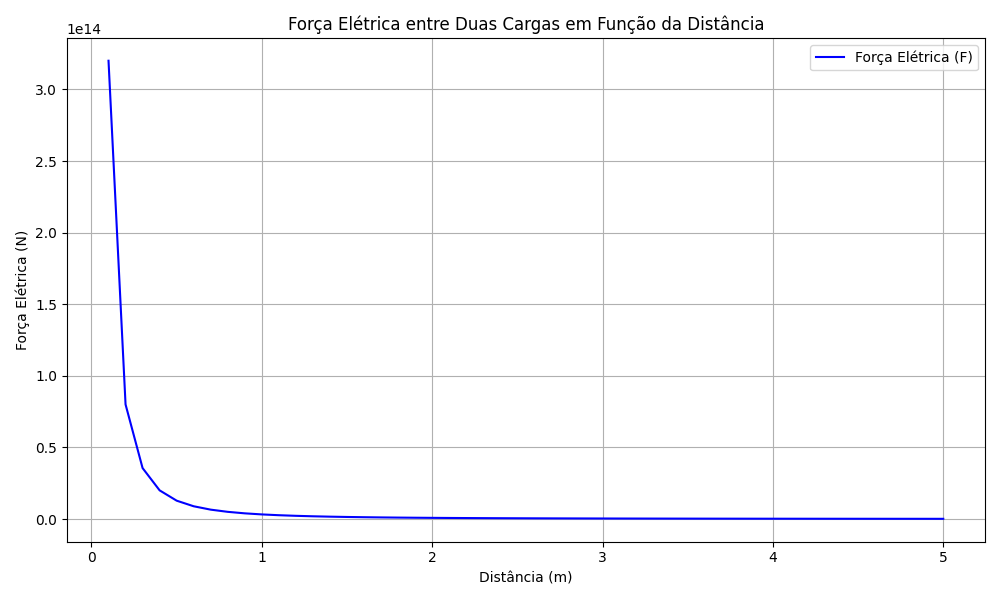 Força Elétrica entre Duas Cargas em Função da Distância
1e14
Força Elétrica (F)
3.0
2.5
2.0
1.5
1.0
0.5
0.0
Força Elétrica (N)
0 1 2 3 4 5
Distância (m)